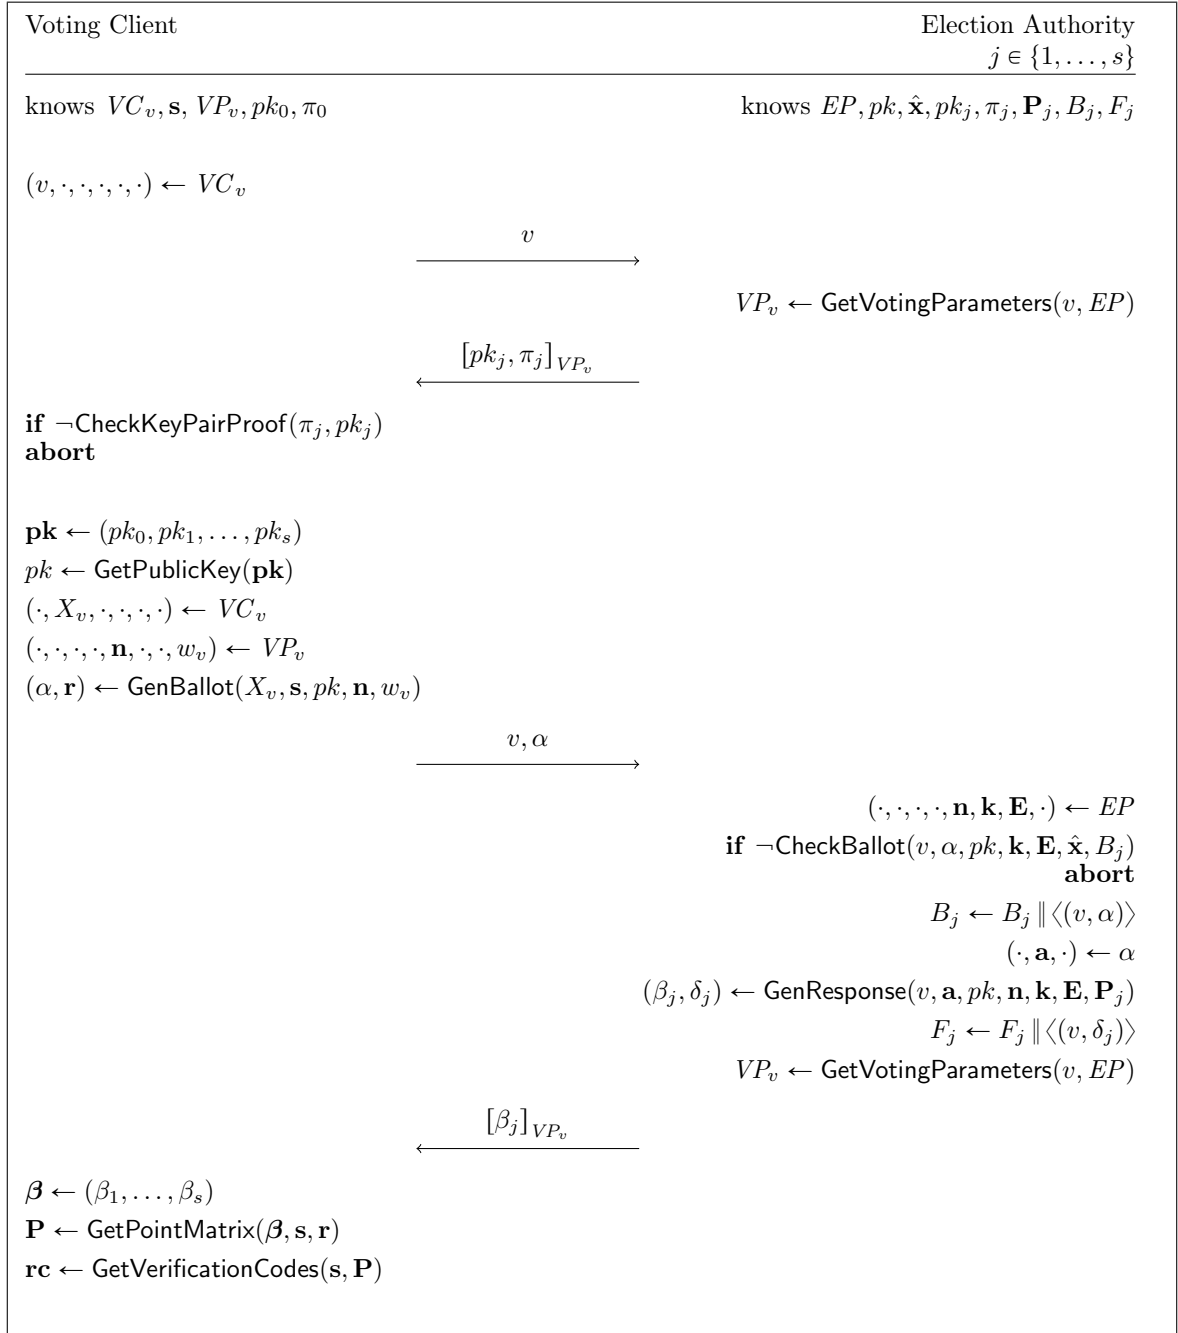 Voting Client Election Authority
j ∈ {1, . . . , s}
knows VC_v, 𝐬, VP_v, pk_0, π_0 knows EP, pk, 𝐱̂, pk_j, π_j, 𝐏_j, B_j, F_j
(v, ·, ·, ·, ·, ·) ← VC_v
v
VP_v ← GetVotingParameters(v, EP)
[pk_j, π_j]_{VP_v}
if ¬CheckKeyPairProof(π_j, pk_j)
abort
𝐩𝐤 ← (pk_0, pk_1, . . . , pk_s)
pk ← GetPublicKey(𝐩𝐤)
(·, X_v, ·, ·, ·, ·) ← VC_v
(·, ·, ·, ·, 𝐧, ·, ·, w_v) ← VP_v
(α, 𝐫) ← GenBallot(X_v, 𝐬, pk, 𝐧, w_v)
v, α
(·, ·, ·, ·, 𝐧, 𝐤, 𝐄, ·) ← EP
if ¬CheckBallot(v, α, pk, 𝐤, 𝐄, 𝐱̂, B_j)
abort
B_j ← B_j ∥ ⟨(v, α)⟩
(·, 𝐚, ·) ← α
(β_j, δ_j) ← GenResponse(v, 𝐚, pk, 𝐧, 𝐤, 𝐄, 𝐏_j)
F_j ← F_j ∥ ⟨(v, δ_j)⟩
VP_v ← GetVotingParameters(v, EP)
[β_j]_{VP_v}
𝛃 ← (β_1, . . . , β_s)
𝐏 ← GetPointMatrix(𝛃, 𝐬, 𝐫)
𝐫𝐜 ← GetVerificationCodes(𝐬, 𝐏)